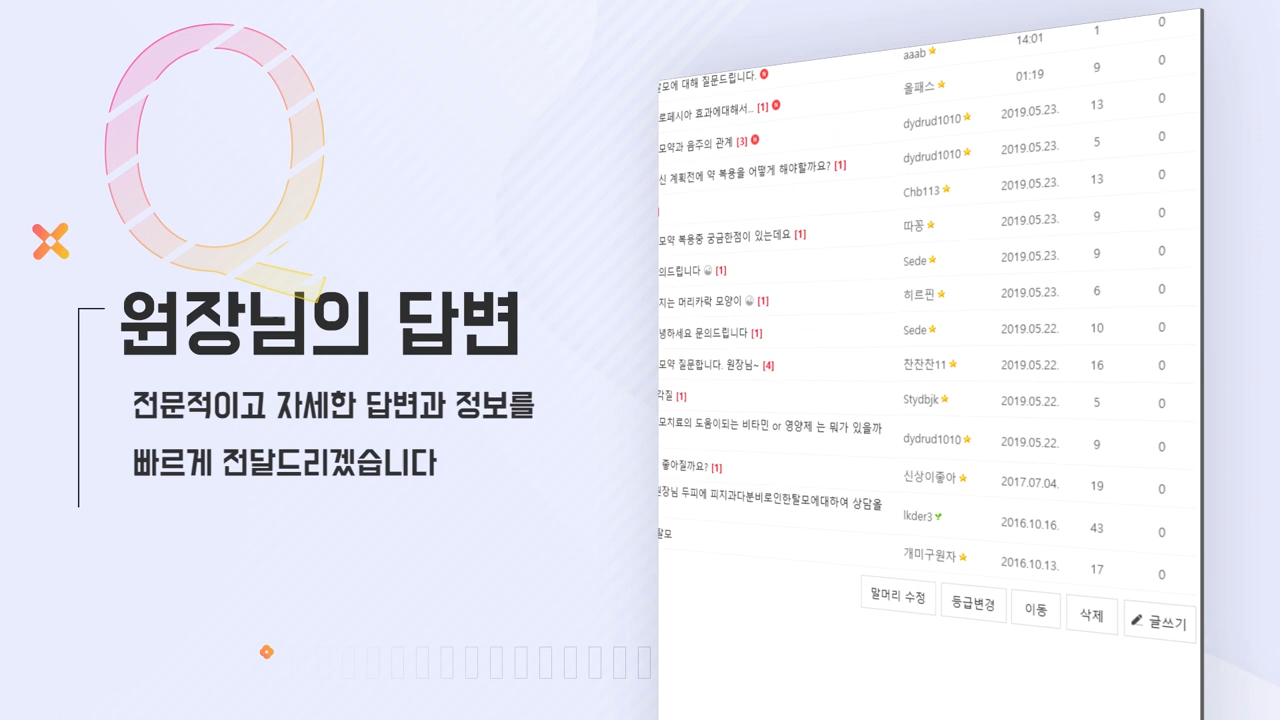 Q
원장님의 답변
전문적이고 자세한 답변과 정보를
빠르게 전달드리겠습니다
aaab 14:01 1 0
탈모에 대해 질문드립니다. 올패스 01:19 9 0
로페시아 효과에대해서... [1] dydrud1010 2019.05.23. 13 0
모약과 음주의 관계 [3] dydrud1010 2019.05.23. 5 0
신 계획전에 약 복용을 어떻게 해야할까요? [1] Chb113 2019.05.23. 13 0
따꽁 2019.05.23. 9 0
모약 복용중 궁금한점이 있는데요 [1] Sede 2019.05.23. 9 0
의드립니다 [1] 히르핀 2019.05.23. 6 0
지는 머리카락 모양이 [1] Sede 2019.05.22. 10 0
녕하세요 문의드립니다 [1] 찬찬찬11 2019.05.22. 16 0
모약 질문합니다. 원장님~ [4] Stydbjk 2019.05.22. 5 0
각질 [1]
모치료의 도움이되는 비타민 or 영양제 는 뭐가 있을까 dydrud1010 2019.05.22. 9 0
좋아질까요? [1] 신상이좋아 2017.07.04. 19 0
원장님 두피에 피지과다분비로인한탈모에대하여 상담을 lkder3 2016.10.16. 43 0
탈모 개미구원자 2016.10.13. 17 0
말머리 수정 등급변경 이동 삭제 글쓰기